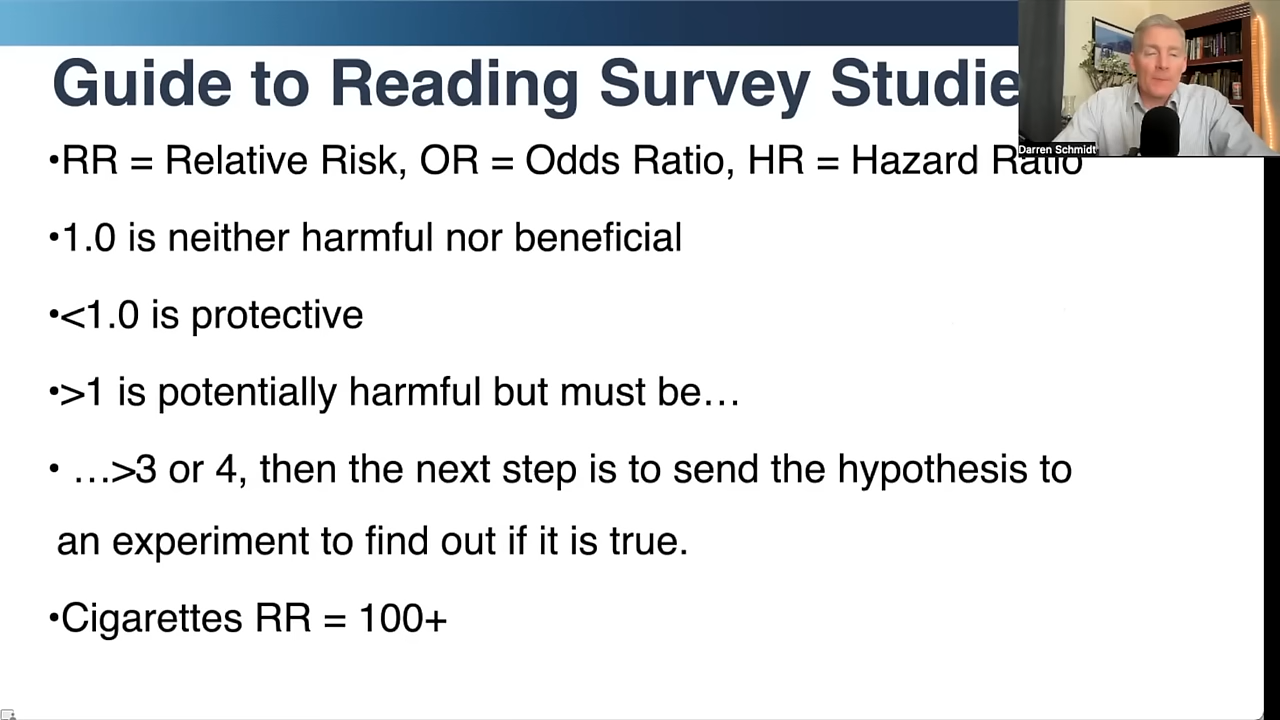 Guide to Reading Survey Studie
•RR = Relative Risk, OR = Odds Ratio, HR = Hazard Ratio
Darren Schmidt
•1.0 is neither harmful nor beneficial
•<1.0 is protective
•>1 is potentially harmful but must be…
• …>3 or 4, then the next step is to send the hypothesis to
an experiment to find out if it is true.
•Cigarettes RR = 100+